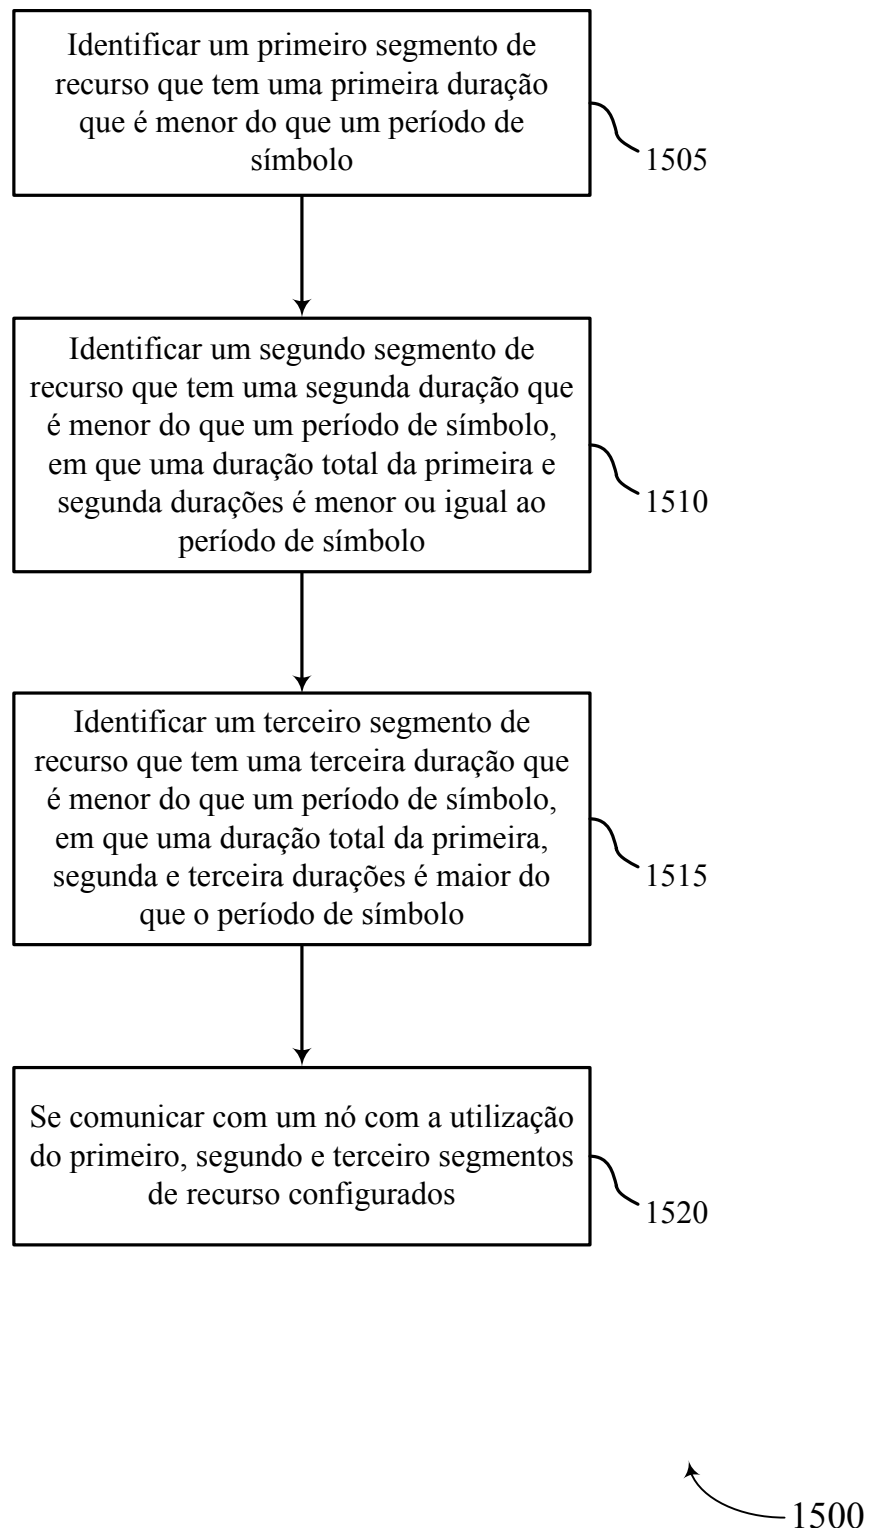 Identificar um primeiro segmento de
recurso que tem uma primeira duração
que é menor do que um período de
símbolo
1505
Identificar um segundo segmento de
recurso que tem uma segunda duração que
é menor do que um período de símbolo,
em que uma duração total da primeira e
segunda durações é menor ou igual ao
período de símbolo
1510
Identificar um terceiro segmento de
recurso que tem uma terceira duração que
é menor do que um período de símbolo,
em que uma duração total da primeira,
segunda e terceira durações é maior do
que o período de símbolo
1515
Se comunicar com um nó com a utilização
do primeiro, segundo e terceiro segmentos
de recurso configurados
1520
1500